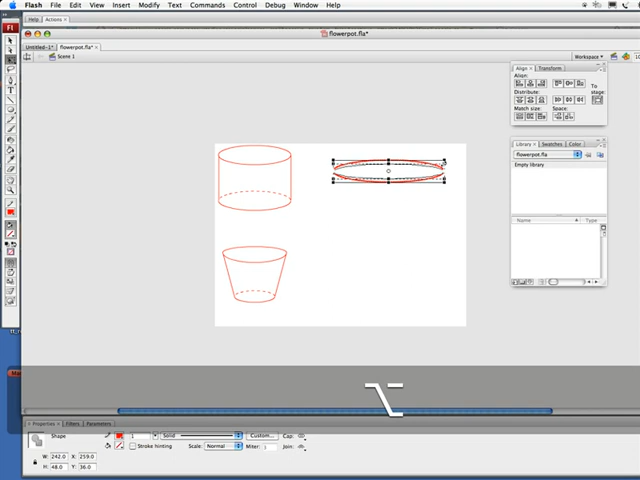 Flash File Edit View Insert Modify Text Commands Control Debug Window Help
Help Actions ×
flowerpot.fla*
Untitled-1* flowerpot.fla* ×
Scene 1
Workspace
Align × Transform
Align:
Distribute:
To stage:
Match size: Space:
Library × Swatches Color
flowerpot.fla
Empty library
Name Type
⌥
Properties × Filters Parameters
Shape
1 Solid Custom... Cap:
Stroke hinting Scale: Normal Miter: Join:
W: 242.0 X: 259.0
H: 48.0 Y: 36.0